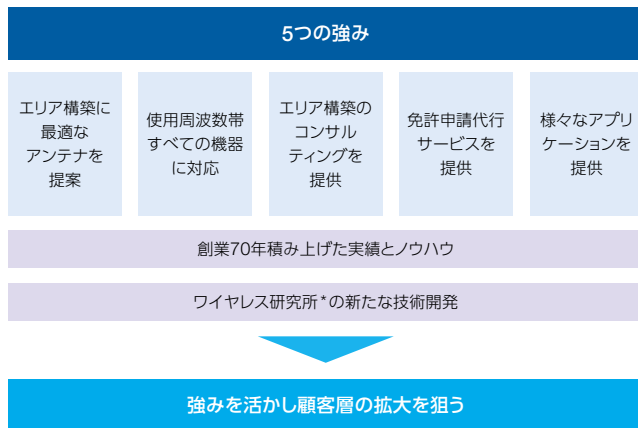 5つの強み
エリア構築に
最適な
アンテナを
提案
使用周波数帯
すべての機器
に対応
エリア構築の
コンサル
ティングを
提供
免許申請代行
サービスを
提供
様々なアプリ
ケーションを
提供
創業70年積み上げた実績とノウハウ
ワイヤレス研究所*の新たな技術開発
強みを活かし顧客層の拡大を狙う